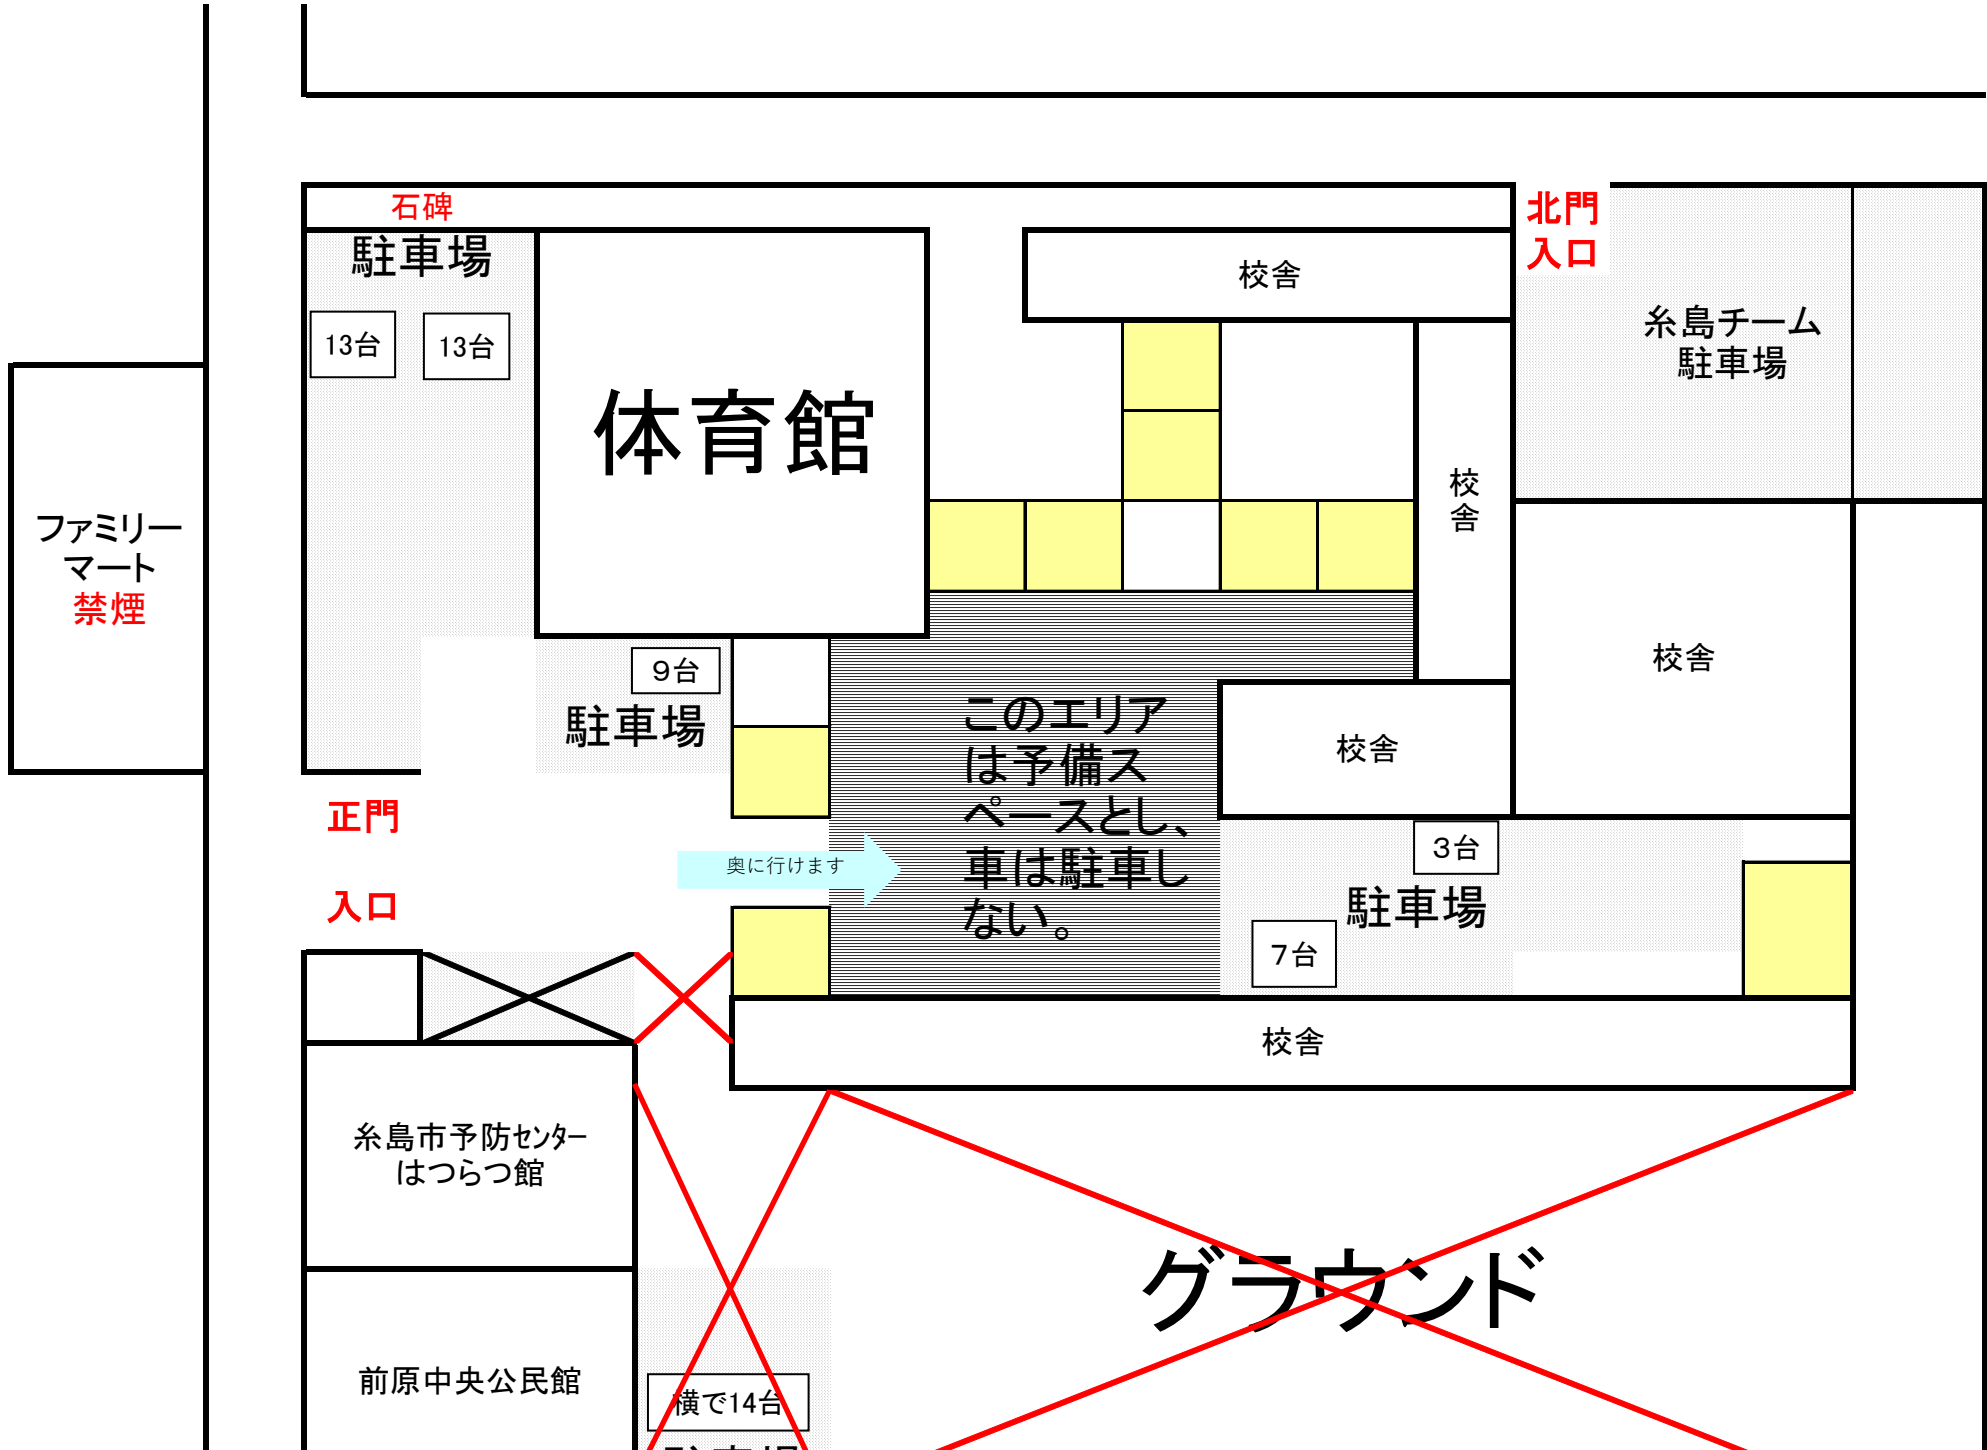 石碑
駐車場
13台
13台
体育館
校舎
北門
入口
糸島チーム
駐車場
校
舎
ファミリー
マート
禁煙
9台
駐車場
このエリア
は予備ス
ペースとし、
車は駐車し
ない。
校舎
校舎
正門
入口
奥に行けます
3台
駐車場
7台
校舎
糸島市予防センター
はつらつ館
グラウンド
前原中央公民館
横で14台
駐車場